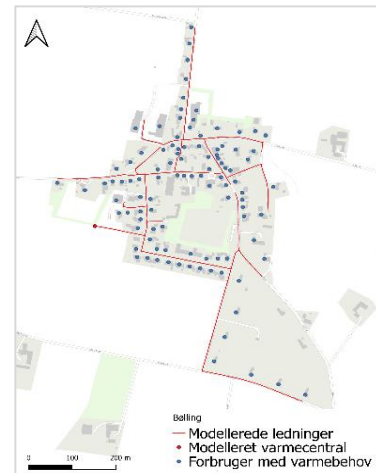 Bølling
Modellerede ledninger
Modelleret varmecentral
Forbruger med varmebehov
0 100 200 m